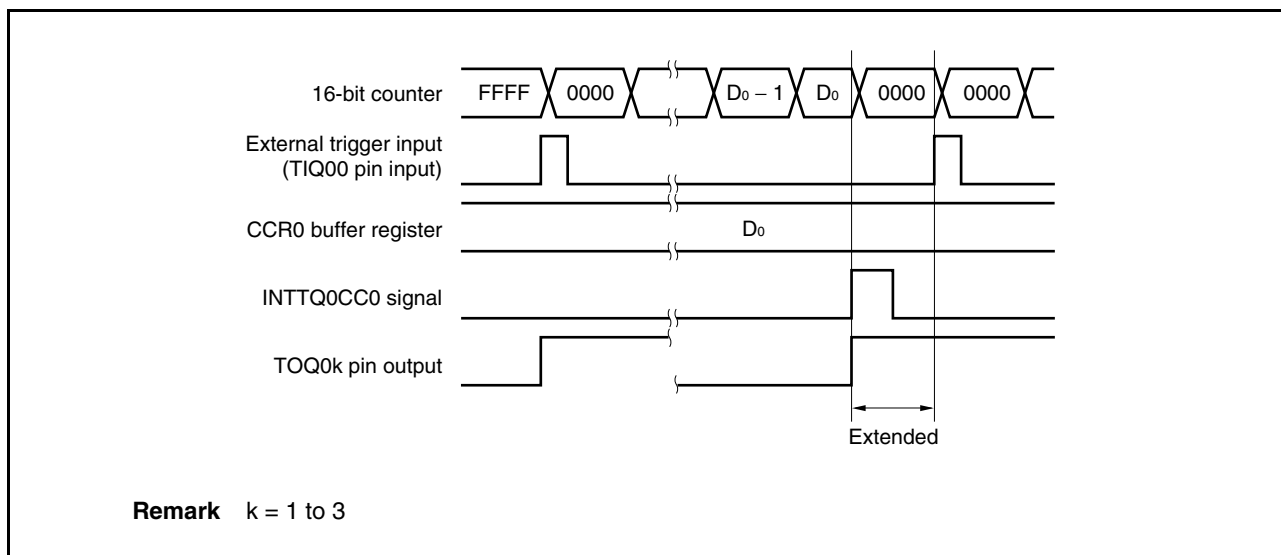 16-bit counter FFFF 0000 D0 − 1 D0 0000 0000
External trigger input
(TIQ00 pin input)
CCR0 buffer register D0
INTTQ0CC0 signal
TOQ0k pin output
Extended
Remark k = 1 to 3